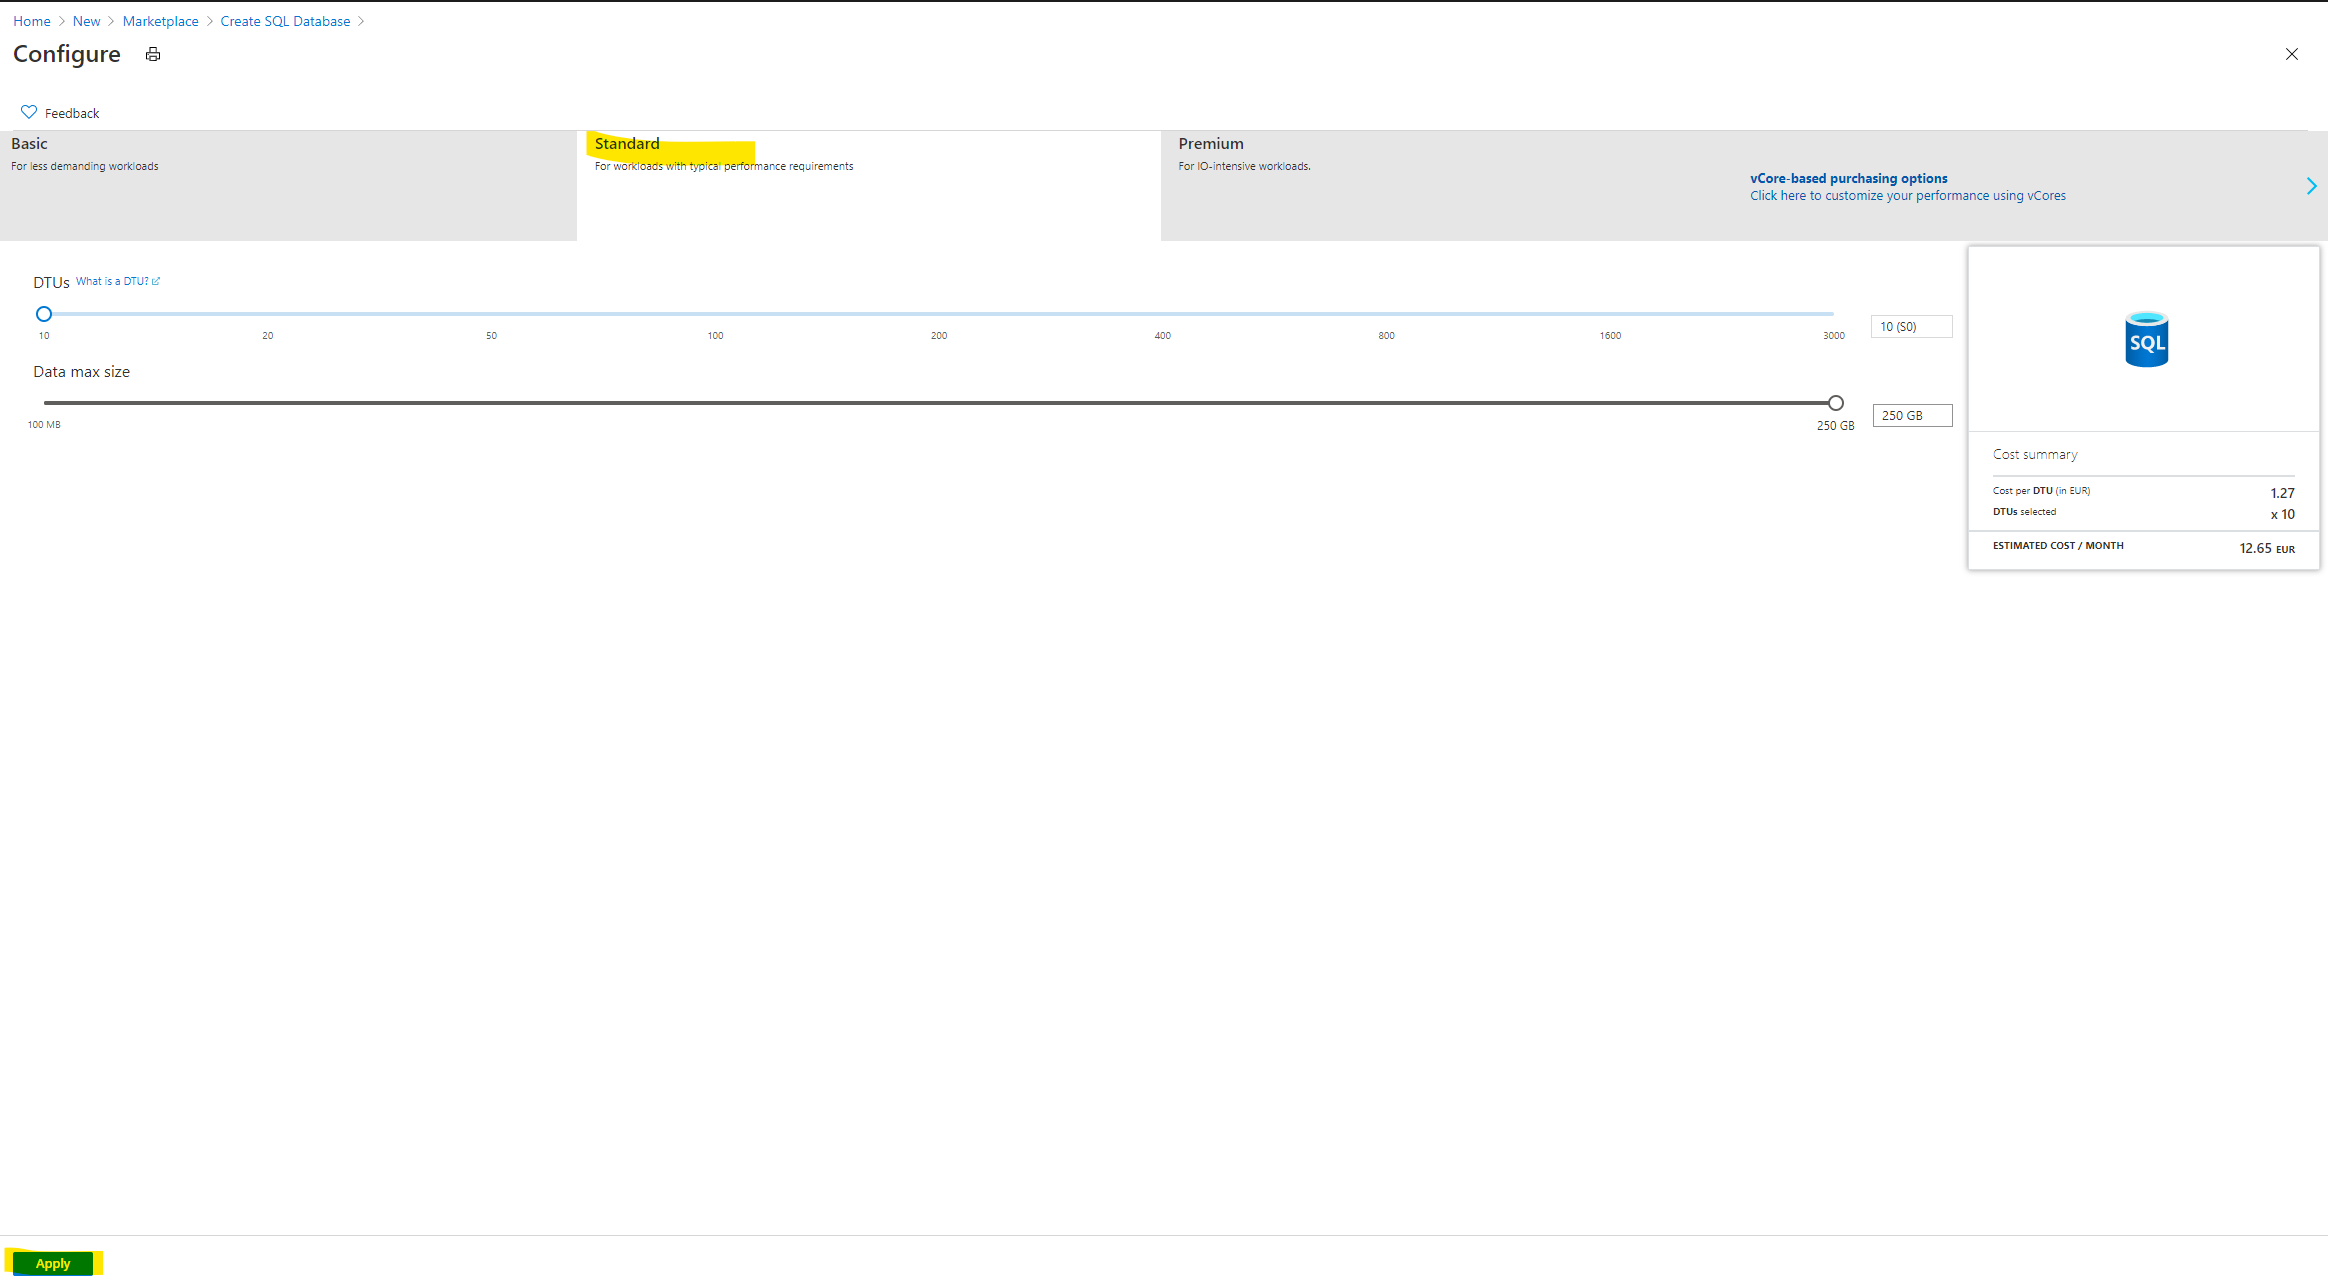 Home > New > Marketplace > Create SQL Database >
Configure
Feedback
Basic
For less demanding workloads
Standard
For workloads with typical performance requirements
Premium
For IO-intensive workloads.
vCore-based purchasing options
Click here to customize your performance using vCores
DTUs What is a DTU?
10 20 50 100 200 400 800 1600 3000
10 (S0)
Data max size
100 MB
250 GB
250 GB
SQL
Cost summary
Cost per DTU (in EUR) 1.27
DTUs selected x 10
ESTIMATED COST / MONTH 12.65 EUR
Apply